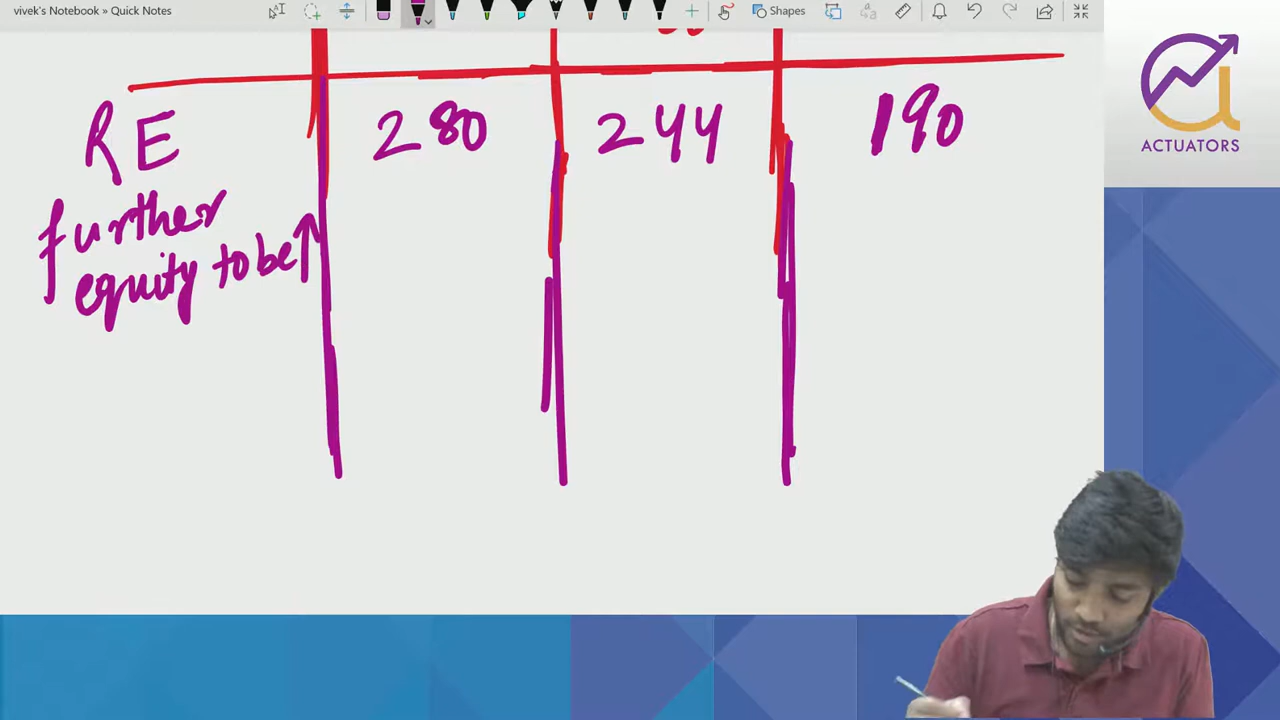 vivek's Notebook » Quick Notes
Shapes
RE 280 244 190
further
equity to be ↑
ACTUATORS